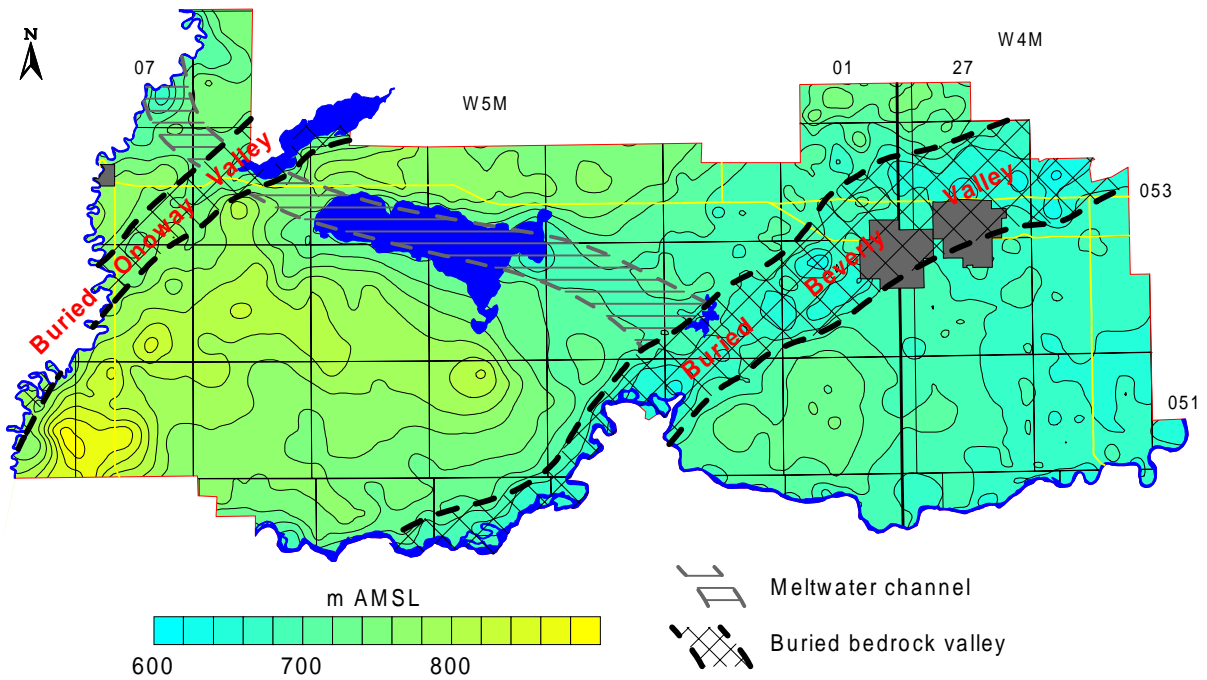 N
W4M
07
01
27
W5M
Buried Onoway Valley
053
Buried Beverly Valley
051
m AMSL
600
700
800
Meltwater channel
Buried bedrock valley